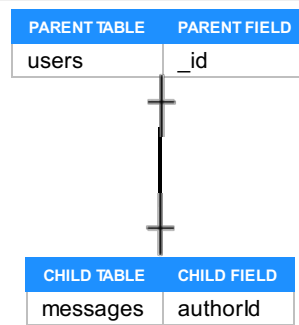 PARENT TABLE PARENT FIELD
users _id
CHILD TABLE CHILD FIELD
messages authorId